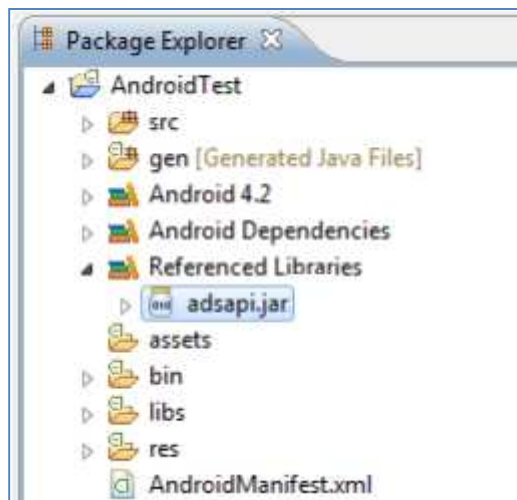 Package Explorer
AndroidTest
src
gen [Generated Java Files]
Android 4.2
Android Dependencies
Referenced Libraries
adsapi.jar
assets
bin
libs
res
AndroidManifest.xml